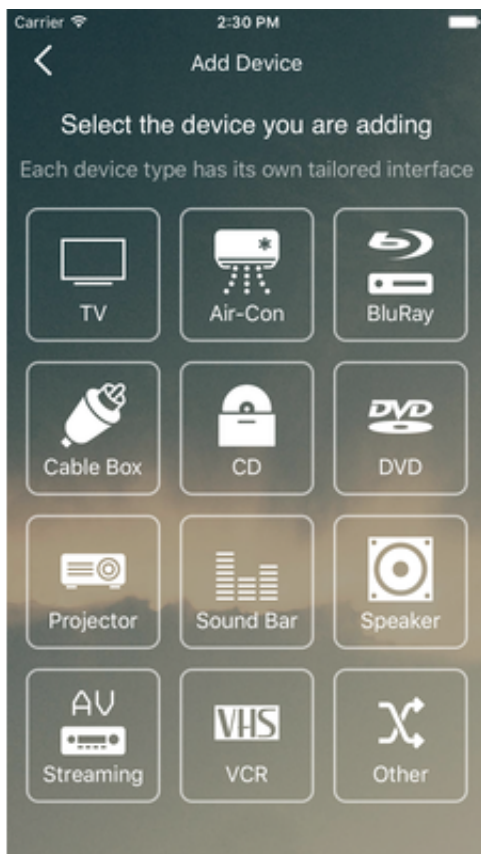 Carrier 2:30 PM
Add Device
Select the device you are adding
Each device type has its own tailored interface
TV
Air-Con
BluRay
Cable Box
CD
DVD
DVD
Projector
Sound Bar
Speaker
AV
Streaming
VHS
VCR
Other